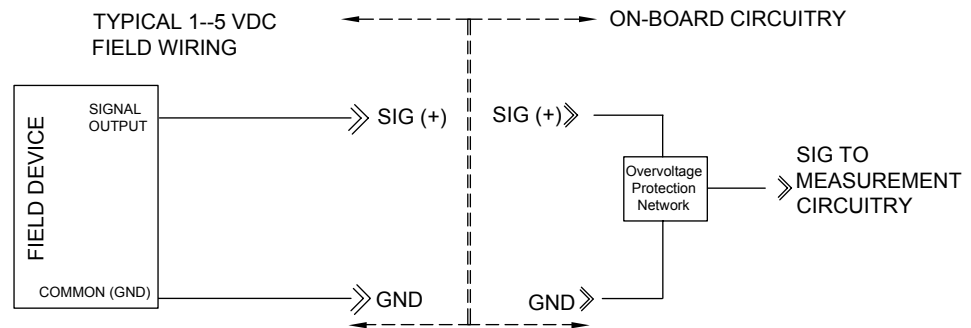 TYPICAL 1--5 VDC
FIELD WIRING
ON-BOARD CIRCUITRY
FIELD DEVICE
SIGNAL
OUTPUT
SIG (+)
SIG (+)
Overvoltage
Protection
Network
SIG TO
MEASUREMENT
CIRCUITRY
COMMON (GND)
GND
GND